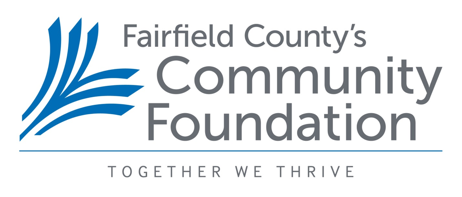 Fairfield County's
Community
Foundation
TOGETHER WE THRIVE